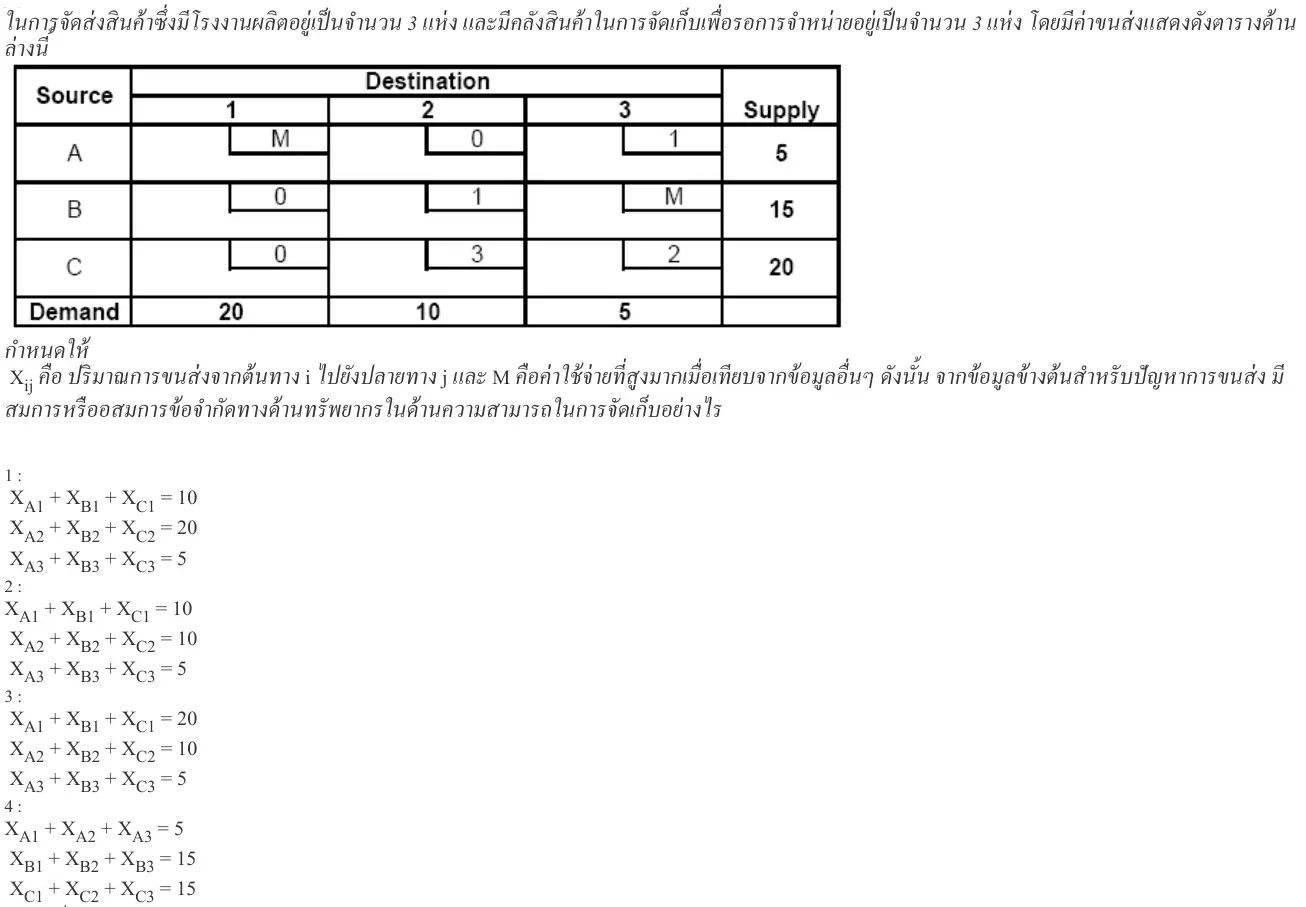 ในการจัดส่งสินค้าซึ่งมีโรงงานผลิตอยู่เป็นจำนวน 3 แห่ง และมีคลังสินค้าในการจัดเก็บเพื่อรอการจำหน่ายอยู่เป็นจำนวน 3 แห่ง โดยมีค่าขนส่งแสดงดังตารางด้าน
ล่างนี้
Source Destination Supply
1 2 3
A M 0 1 5
B 0 1 M 15
C 0 3 2 20
Demand 20 10 5
กำหนดให้
Xij คือ ปริมาณการขนส่งจากต้นทาง i ไปยังปลายทาง j และ M คือค่าใช้จ่ายที่สูงมากเมื่อเทียบจากข้อมูลอื่นๆ ดังนั้น จากข้อมูลข้างต้นสำหรับปัญหาการขนส่ง มี
สมการหรืออสมการข้อจำกัดทางด้านทรัพยากรในด้านความสามารถในการจัดเก็บอย่างไร
1 :
XA1 + XB1 + XC1 = 10
XA2 + XB2 + XC2 = 20
XA3 + XB3 + XC3 = 5
2 :
XA1 + XB1 + XC1 = 10
XA2 + XB2 + XC2 = 10
XA3 + XB3 + XC3 = 5
3 :
XA1 + XB1 + XC1 = 20
XA2 + XB2 + XC2 = 10
XA3 + XB3 + XC3 = 5
4 :
XA1 + XA2 + XA3 = 5
XB1 + XB2 + XB3 = 15
XC1 + XC2 + XC3 = 15